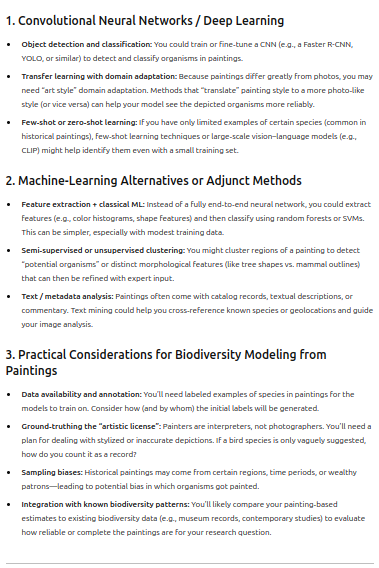 1. Convolutional Neural Networks / Deep Learning
• Object detection and classification: You could train or fine-tune a CNN (e.g., a Faster R-CNN,
YOLO, or similar) to detect and classify organisms in paintings.
• Transfer learning with domain adaptation: Because paintings differ greatly from photos, you may
need "art style" domain adaptation. Methods that "translate" painting style to a more photo-like
style (or vice versa) can help your model see the depicted organisms more reliably.
• Few-shot or zero-shot learning: If you have only limited examples of certain species (common in
historical paintings), few-shot learning techniques or large-scale vision–language models (e.g.,
CLIP) might help identify them even with a small training set.
2. Machine-Learning Alternatives or Adjunct Methods
• Feature extraction + classical ML: Instead of a fully end-to-end neural network, you could extract
features (e.g., color histograms, shape features) and then classify using random forests or SVMs.
This can be simpler, especially with modest training data.
• Semi-supervised or unsupervised clustering: You might cluster regions of a painting to detect
"potential organisms" or distinct morphological features (like tree shapes vs. mammal outlines)
that can then be refined with expert input.
• Text / metadata analysis: Paintings often come with catalog records, textual descriptions, or
commentary. Text mining could help you cross-reference known species or geolocations and guide
your image analysis.
3. Practical Considerations for Biodiversity Modeling from
Paintings
• Data availability and annotation: You'll need labeled examples of species in paintings for the
models to train on. Consider how (and by whom) the initial labels will be generated.
• Ground-truthing the "artistic license": Painters are interpreters, not photographers. You'll need a
plan for dealing with stylized or inaccurate depictions. If a bird species is only vaguely suggested,
how do you count it as a record?
• Sampling biases: Historical paintings may come from certain regions, time periods, or wealthy
patrons—leading to potential bias in which organisms got painted.
• Integration with known biodiversity patterns: You'll likely compare your painting-based
estimates to existing biodiversity data (e.g., museum records, contemporary studies) to evaluate
how reliable or complete the paintings are for your research question.